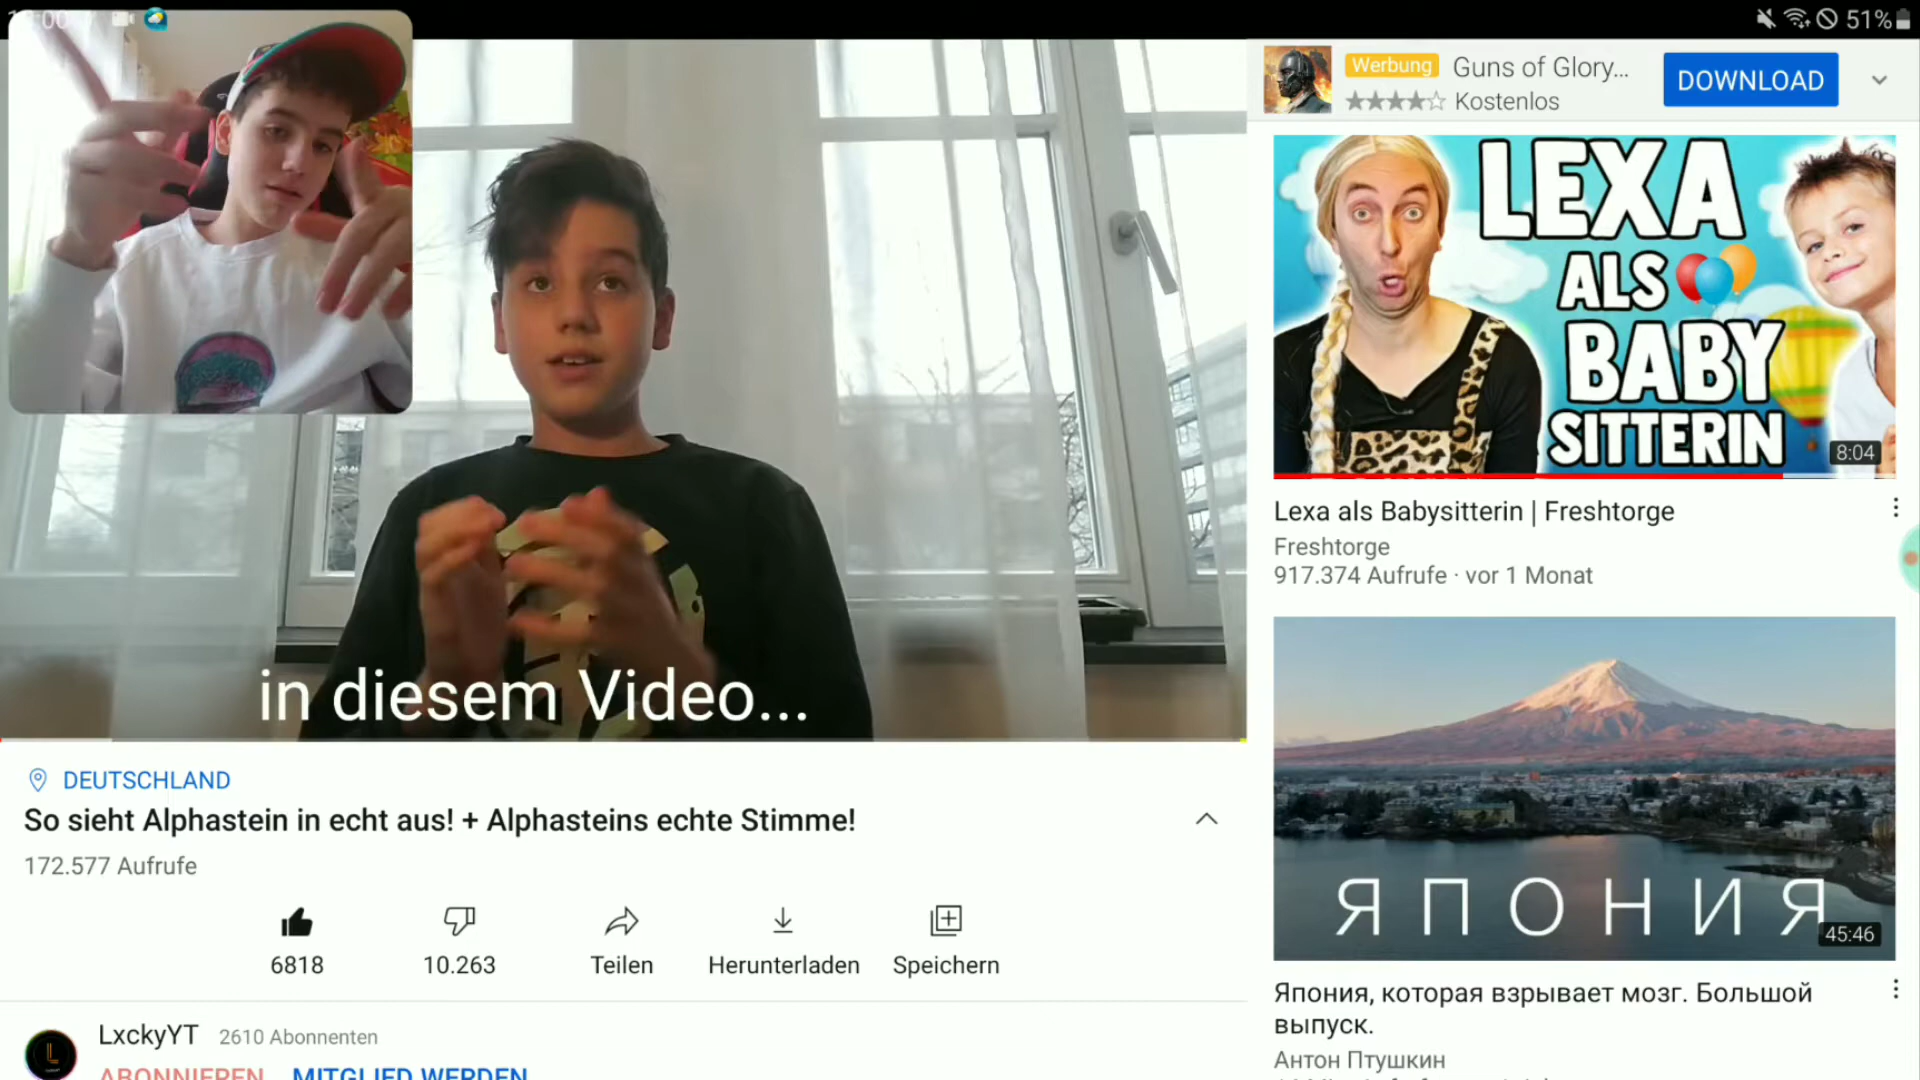 51%
in diesem Video...
DEUTSCHLAND
So sieht Alphastein in echt aus! + Alphasteins echte Stimme!
172.577 Aufrufe
6818
10.263
Teilen
Herunterladen
Speichern
LxckyYT 2610 Abonnenten
ABONNIEREN MITGLIED WERDEN
Werbung Guns of Glory...
Kostenlos
DOWNLOAD
LEXA
ALS
BABY
SITTERIN
8:04
Lexa als Babysitterin | Freshtorge
Freshtorge
917.374 Aufrufe · vor 1 Monat
ЯПОНИЯ
45:46
Япония, которая взрывает мозг. Большой
выпуск.
Антон Птушкин